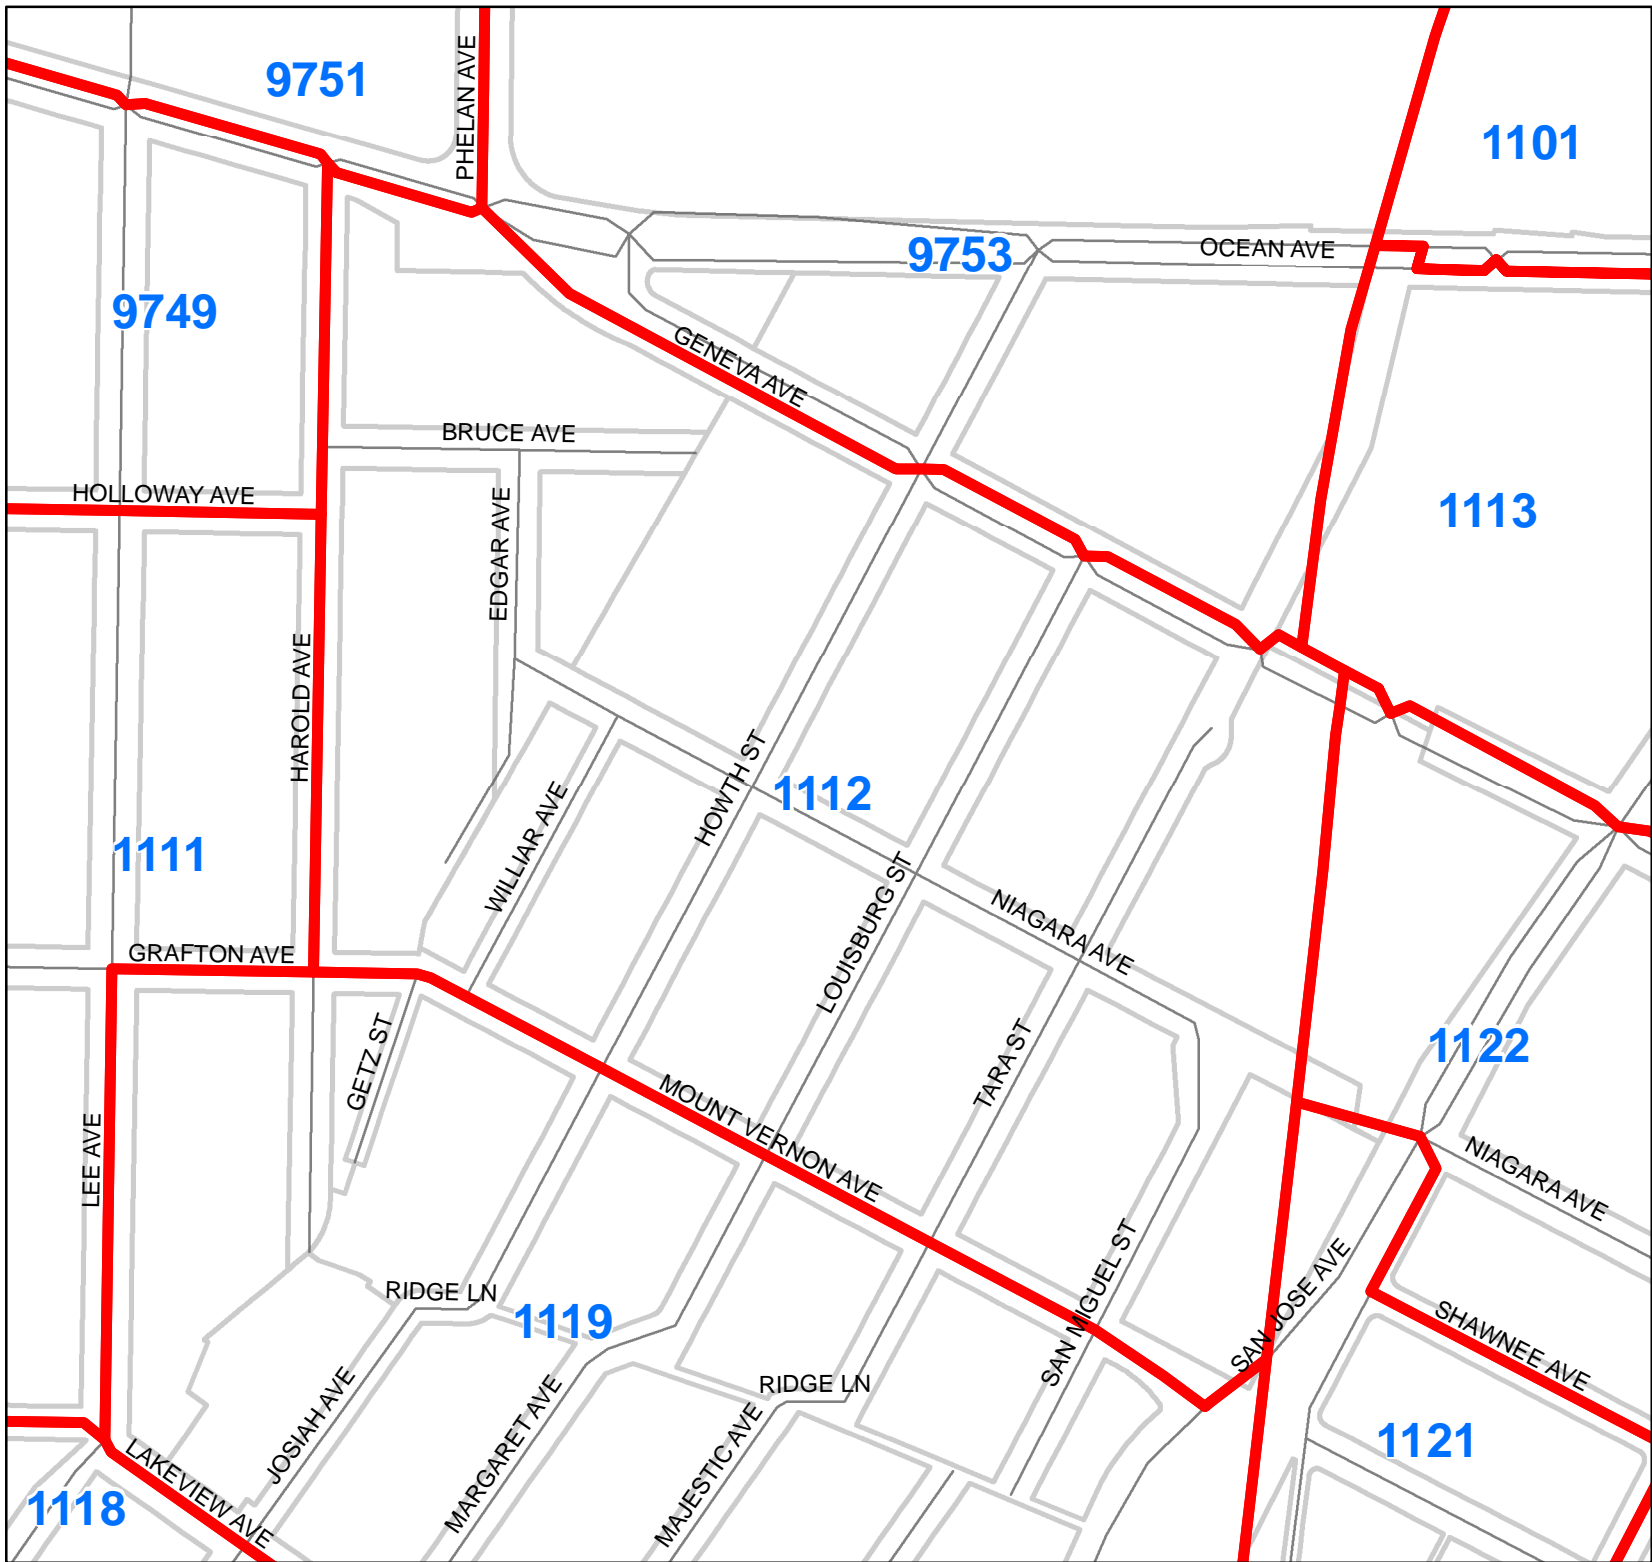 PHELAN AVE
9751
1101
OCEAN AVE
9753
9749
GENEVA AVE
BRUCE AVE
HOLLOWAY AVE
EDGAR AVE
1113
HAROLD AVE
HOWTH ST
1112
WILLIAR AVE
1111
LOUISBURG ST
NIAGARA AVE
GRAFTON AVE
GETZ ST
TARA ST
1122
MOUNT VERNON AVE
LEE AVE
NIAGARA AVE
SAN MIGUEL ST
SAN JOSE AVE
RIDGE LN
1119
SHAWNEE AVE
RIDGE LN
JOSIAH AVE
MARGARET AVE
MAJESTIC AVE
1121
LAKEVIEW AVE
1118